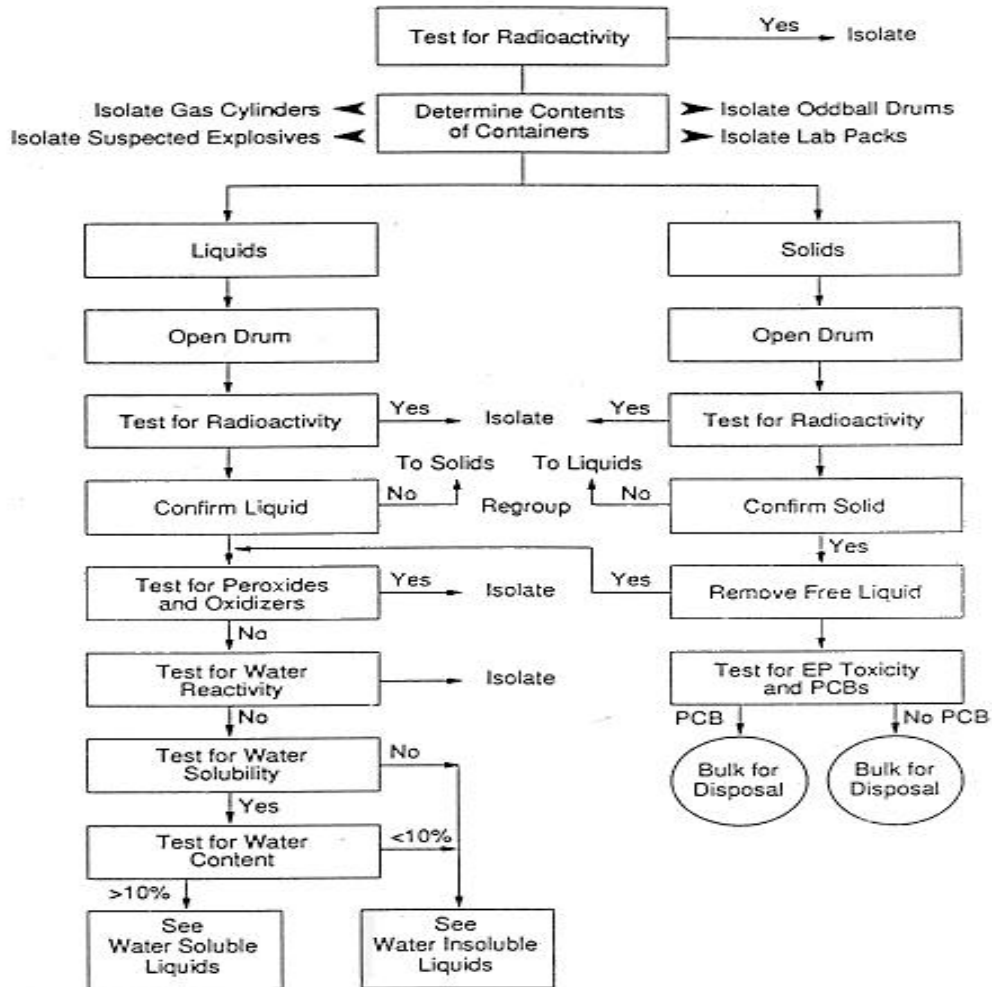 Test for Radioactivity
Yes
Isolate
Isolate Gas Cylinders
Isolate Suspected Explosives
Determine Contents
of Containers
Isolate Oddball Drums
Isolate Lab Packs
Liquids
Solids
Open Drum
Open Drum
Test for Radioactivity
Yes
Isolate
Yes
Test for Radioactivity
To Solids
To Liquids
Confirm Liquid
No
Regroup
No
Confirm Solid
Yes
Test for Peroxides
and Oxidizers
Yes
Isolate
Yes
Remove Free Liquid
No
Test for Water
Reactivity
Isolate
Test for EP Toxicity
and PCBs
No
PCB
No PCB
Test for Water
Solubility
No
Bulk for
Disposal
Bulk for
Disposal
Yes
Test for Water
Content
<10%
>10%
See
Water Soluble
Liquids
See
Water Insoluble
Liquids